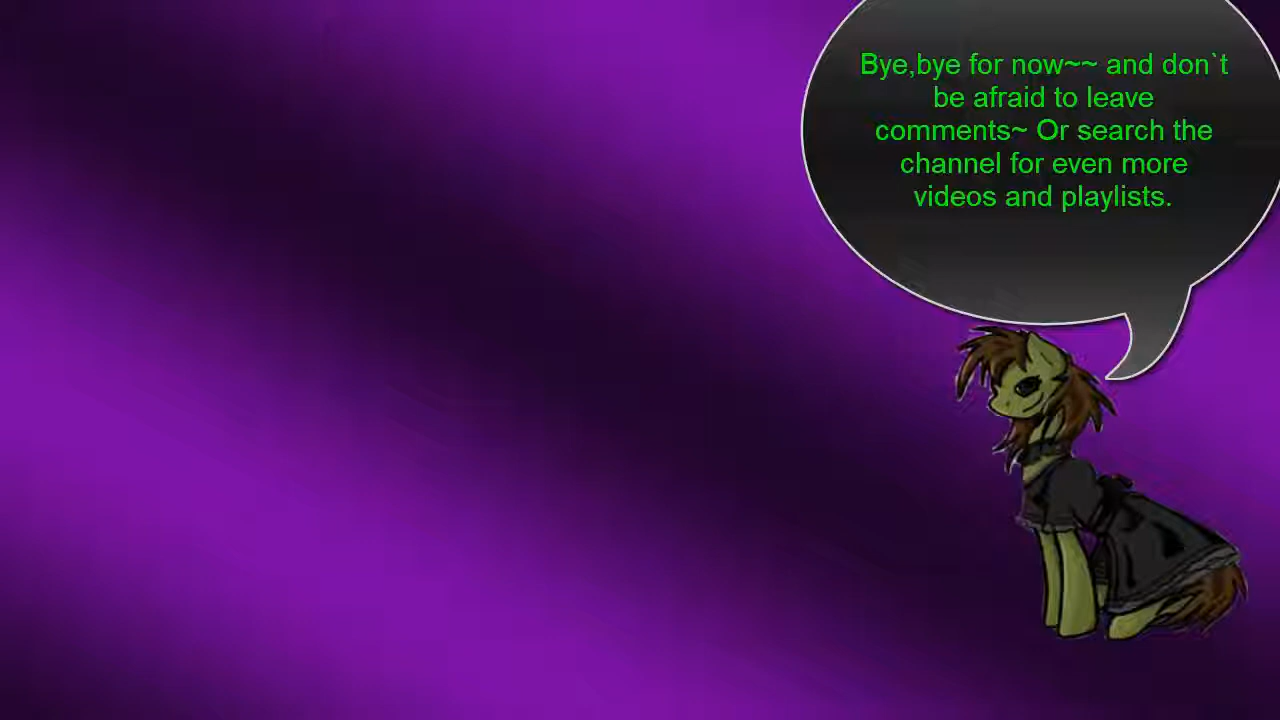 Bye,bye for now~~ and don`t
be afraid to leave
comments~ Or search the
channel for even more
videos and playlists.